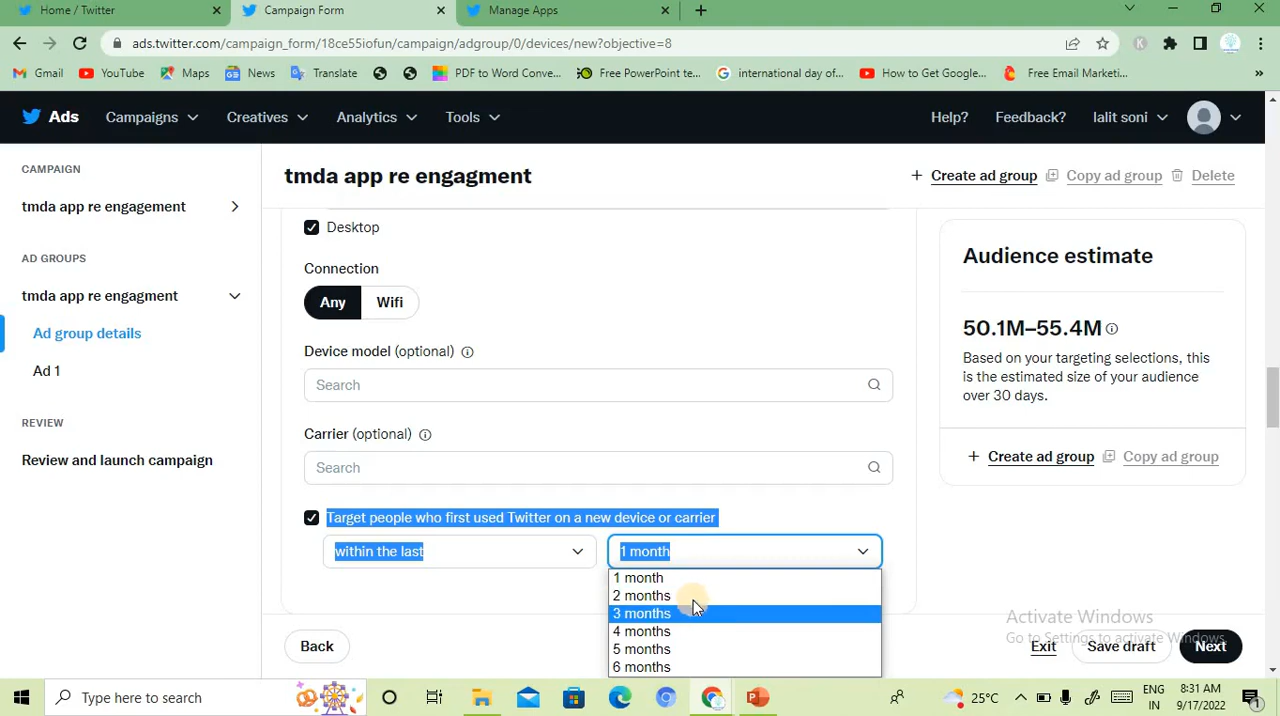 Home / Twitter
Campaign Form
Manage Apps
ads.twitter.com/campaign_form/18ce55iofun/campaign/adgroup/0/devices/new?objective=8
K
Gmail
YouTube
Maps
News
Translate
PDF to Word Conve...
Free PowerPoint te...
international day of...
How to Get Google...
Free Email Marketi...
»
Ads
Campaigns
Creatives
Analytics
Tools
Help?
Feedback?
lalit soni
CAMPAIGN
tmda app re engagement
AD GROUPS
tmda app re engagment
Ad group details
Ad 1
REVIEW
Review and launch campaign
tmda app re engagment
+ Create ad group
Copy ad group
Delete
Desktop
Connection
Any
Wifi
Device model (optional)
Search
Carrier (optional)
Search
Target people who first used Twitter on a new device or carrier
within the last
1 month
1 month
2 months
3 months
4 months
5 months
6 months
Audience estimate
50.1M–55.4M
Based on your targeting selections, this
is the estimated size of your audience
over 30 days.
+ Create ad group
Copy ad group
Activate Windows
Go to Settings to activate Windows.
Back
Exit
Save draft
Next
Type here to search
25°C
ENG
IN
8:31 AM
9/17/2022
1